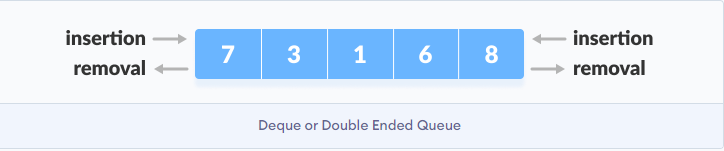 insertion 7 3 1 6 8 insertion
removal removal
Deque or Double Ended Queue